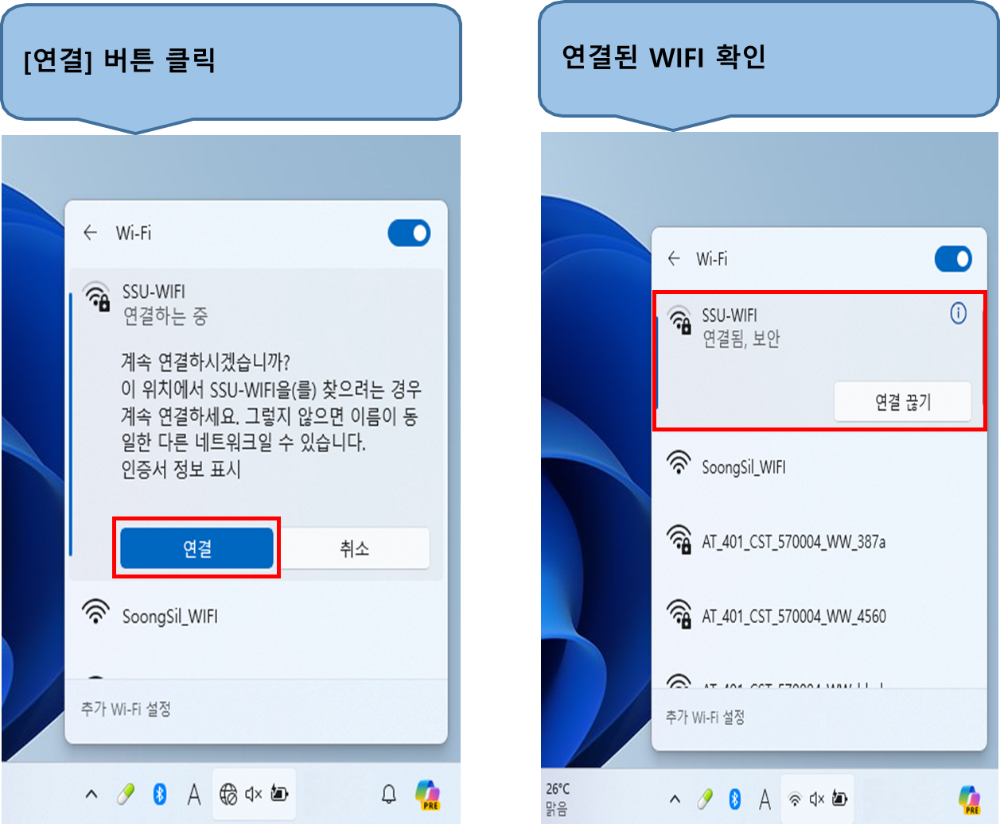 [연결] 버튼 클릭
Wi-Fi
SSU-WIFI
연결하는 중
계속 연결하시겠습니까?
이 위치에서 SSU-WIFI을(를) 찾으려는 경우
계속 연결하세요. 그렇지 않으면 이름이 동
일한 다른 네트워크일 수 있습니다.
인증서 정보 표시
연결
취소
SoongSil_WIFI
추가 Wi-Fi 설정
A
PRE
연결된 WIFI 확인
Wi-Fi
SSU-WIFI
연결됨, 보안
연결 끊기
SoongSil_WIFI
AT_401_CST_570004_WW_387a
AT_401_CST_570004_WW_4560
AT_401_CST_570004_WW
추가 Wi-Fi 설정
26°C
맑음
A
PRE